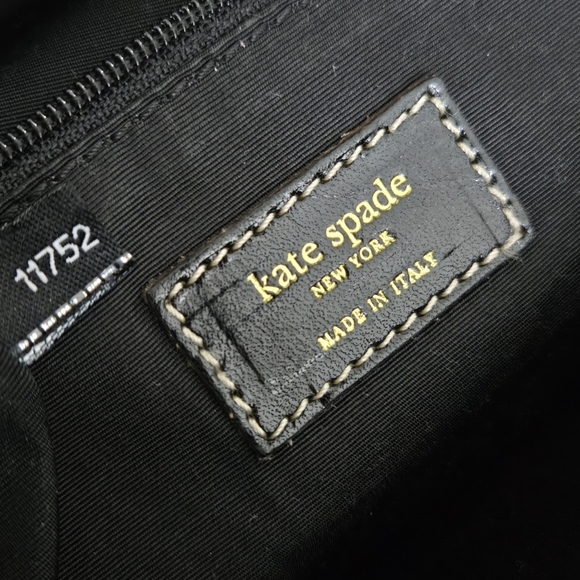 11752
kate spade
NEW YORK
MADE IN ITALY